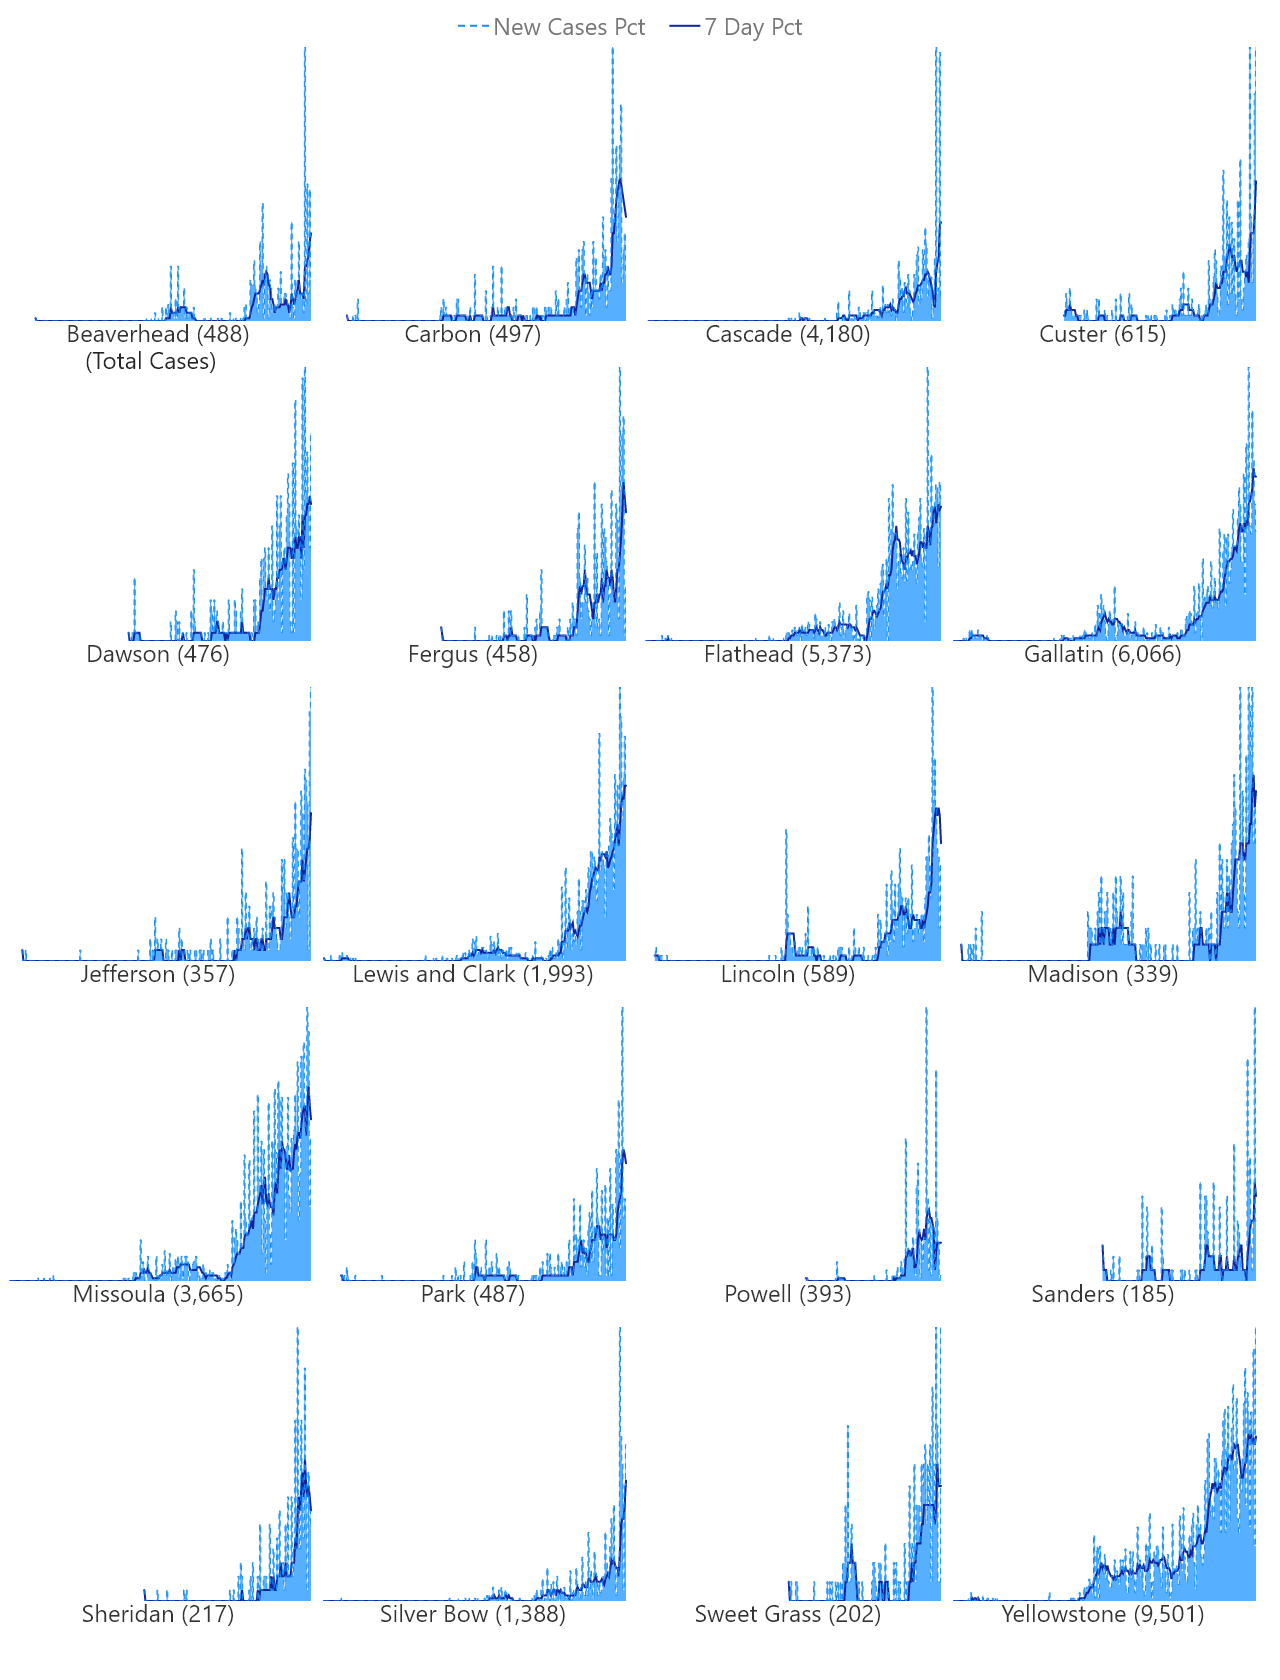 New Cases Pct 7 Day Pct
Beaverhead (488) Carbon (497) Cascade (4,180) Custer (615)
(Total Cases)
Dawson (476) Fergus (458) Flathead (5,373) Gallatin (6,066)
Jefferson (357) Lewis and Clark (1,993) Lincoln (589) Madison (339)
Missoula (3,665) Park (487) Powell (393) Sanders (185)
Sheridan (217) Silver Bow (1,388) Sweet Grass (202) Yellowstone (9,501)